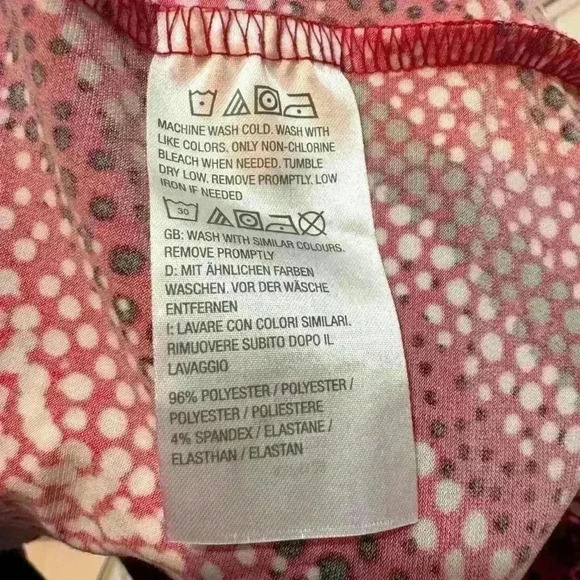 MACHINE WASH COLD. WASH WITH
LIKE COLORS. ONLY NON-CHLORINE
BLEACH WHEN NEEDED. TUMBLE
DRY LOW. REMOVE PROMPTLY. LOW
IRON IF NEEDED
30
GB: WASH WITH SIMILAR COLOURS.
REMOVE PROMPTLY
D: MIT ÄHNLICHEN FARBEN
WASCHEN. VOR DER WÄSCHE
ENTFERNEN
I: LAVARE CON COLORI SIMILARI.
RIMUOVERE SUBITO DOPO IL
LAVAGGIO
96% POLYESTER / POLYESTER /
POLYESTER / POLIESTERE
4% SPANDEX / ELASTANE /
ELASTHAN / ELASTAN